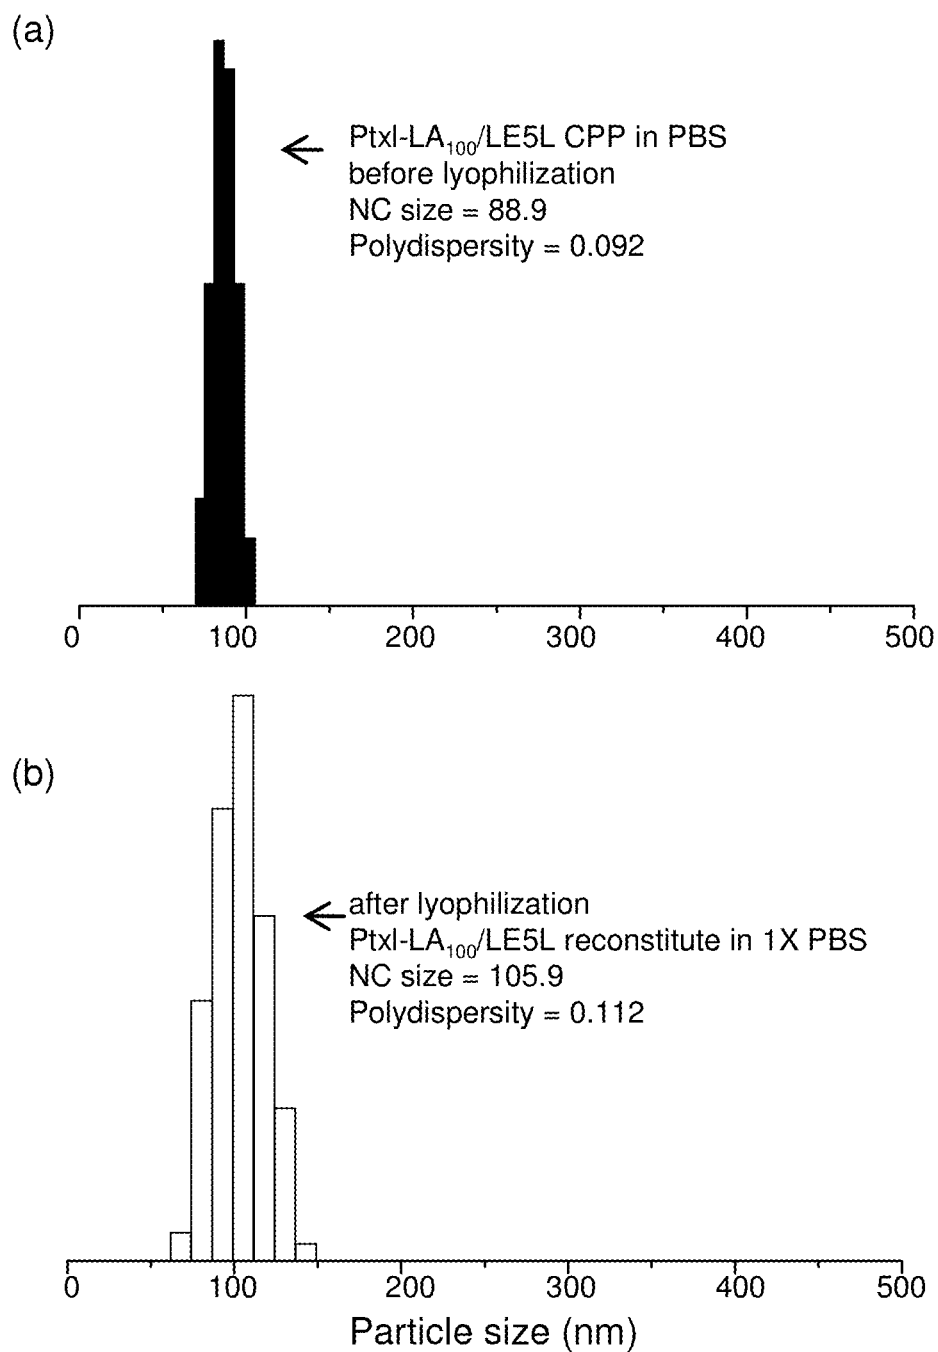 (a)
Ptxl-LA₁₀₀/LE5L CPP in PBS
before lyophilization
NC size = 88.9
Polydispersity = 0.092
0 100 200 300 400 500
(b)
after lyophilization
Ptxl-LA₁₀₀/LE5L reconstitute in 1X PBS
NC size = 105.9
Polydispersity = 0.112
0 100 200 300 400 500
Particle size (nm)